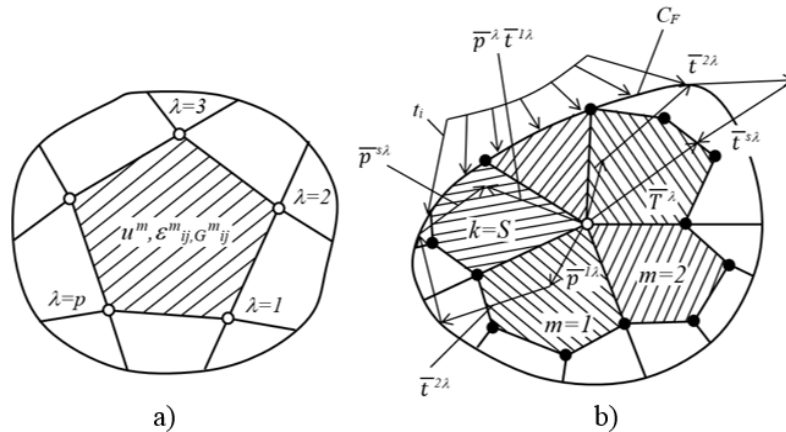 λ=3
λ=2
u^m, ε^m_ij, G^m_ij
λ=p
λ=1
a)
C_F
p̅^λ t̅^1λ
t̅^2λ
t_i
t̅^sλ
p̅^sλ
T̅^λ
k=S
p̅^1λ
m=2
m=1
t̅^2λ
b)